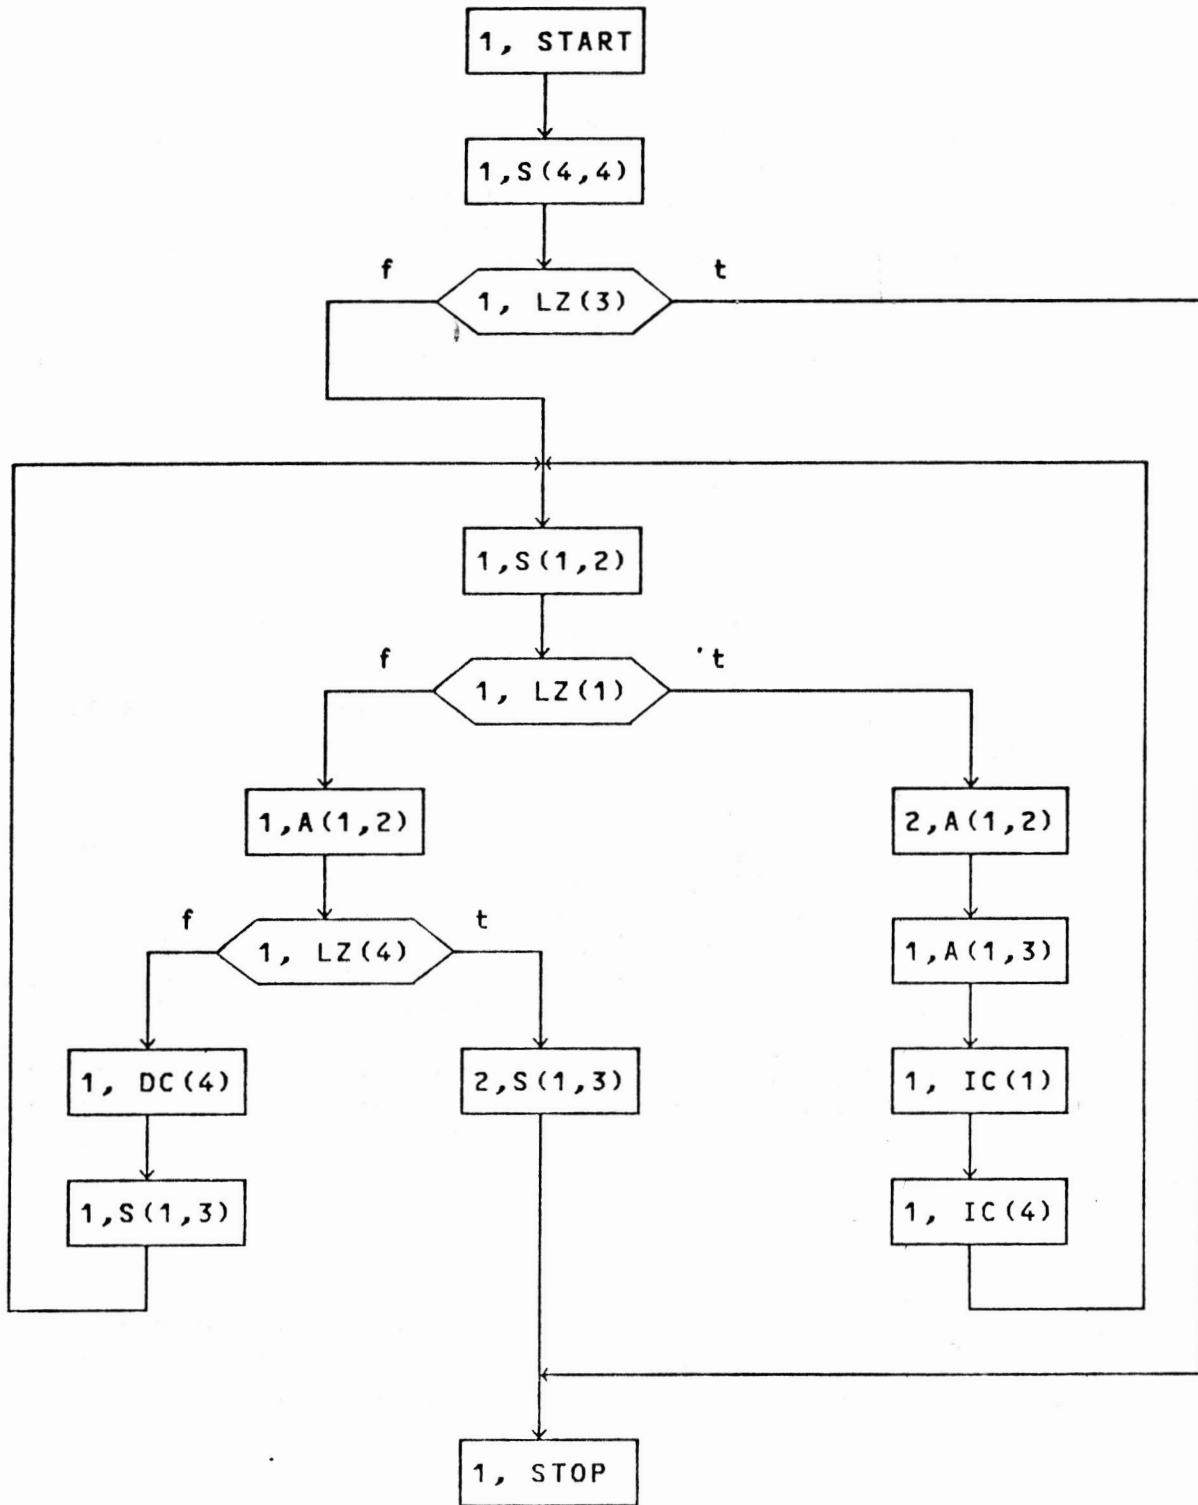 1, START
1,S(4,4)
f t
1, LZ(3)
1,S(1,2)
f t
1, LZ(1)
1,A(1,2) 2,A(1,2)
f t
1, LZ(4) 1,A(1,3)
1, DC(4) 2,S(1,3) 1, IC(1)
1,S(1,3) 1, IC(4)
1, STOP